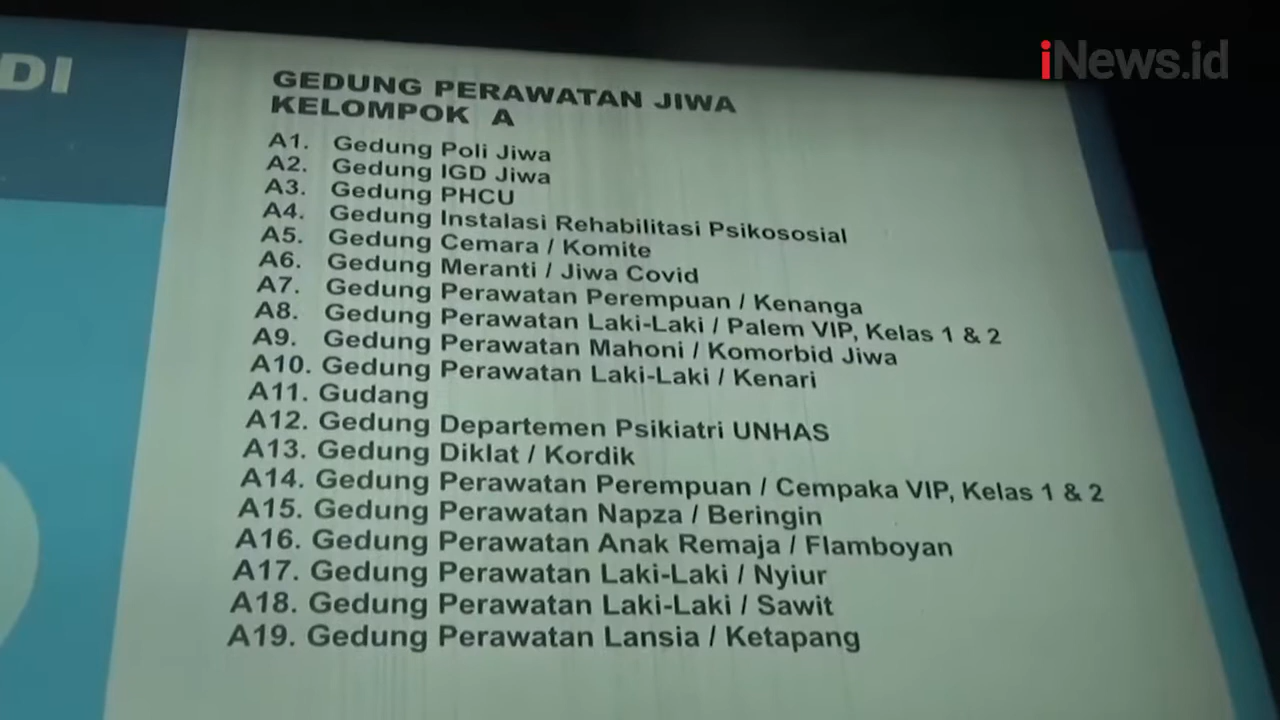 DI
iNews.id
GEDUNG PERAWATAN JIWA
KELOMPOK A
A1. Gedung Poli Jiwa
A2. Gedung IGD Jiwa
A3. Gedung PHCU
A4. Gedung Instalasi Rehabilitasi Psikososial
A5. Gedung Cemara / Komite
A6. Gedung Meranti / Jiwa Covid
A7. Gedung Perawatan Perempuan / Kenanga
A8. Gedung Perawatan Laki-Laki / Palem VIP, Kelas 1 & 2
A9. Gedung Perawatan Mahoni / Komorbid Jiwa
A10. Gedung Perawatan Laki-Laki / Kenari
A11. Gudang
A12. Gedung Departemen Psikiatri UNHAS
A13. Gedung Diklat / Kordik
A14. Gedung Perawatan Perempuan / Cempaka VIP, Kelas 1 & 2
A15. Gedung Perawatan Napza / Beringin
A16. Gedung Perawatan Anak Remaja / Flamboyan
A17. Gedung Perawatan Laki-Laki / Nyiur
A18. Gedung Perawatan Laki-Laki / Sawit
A19. Gedung Perawatan Lansia / Ketapang